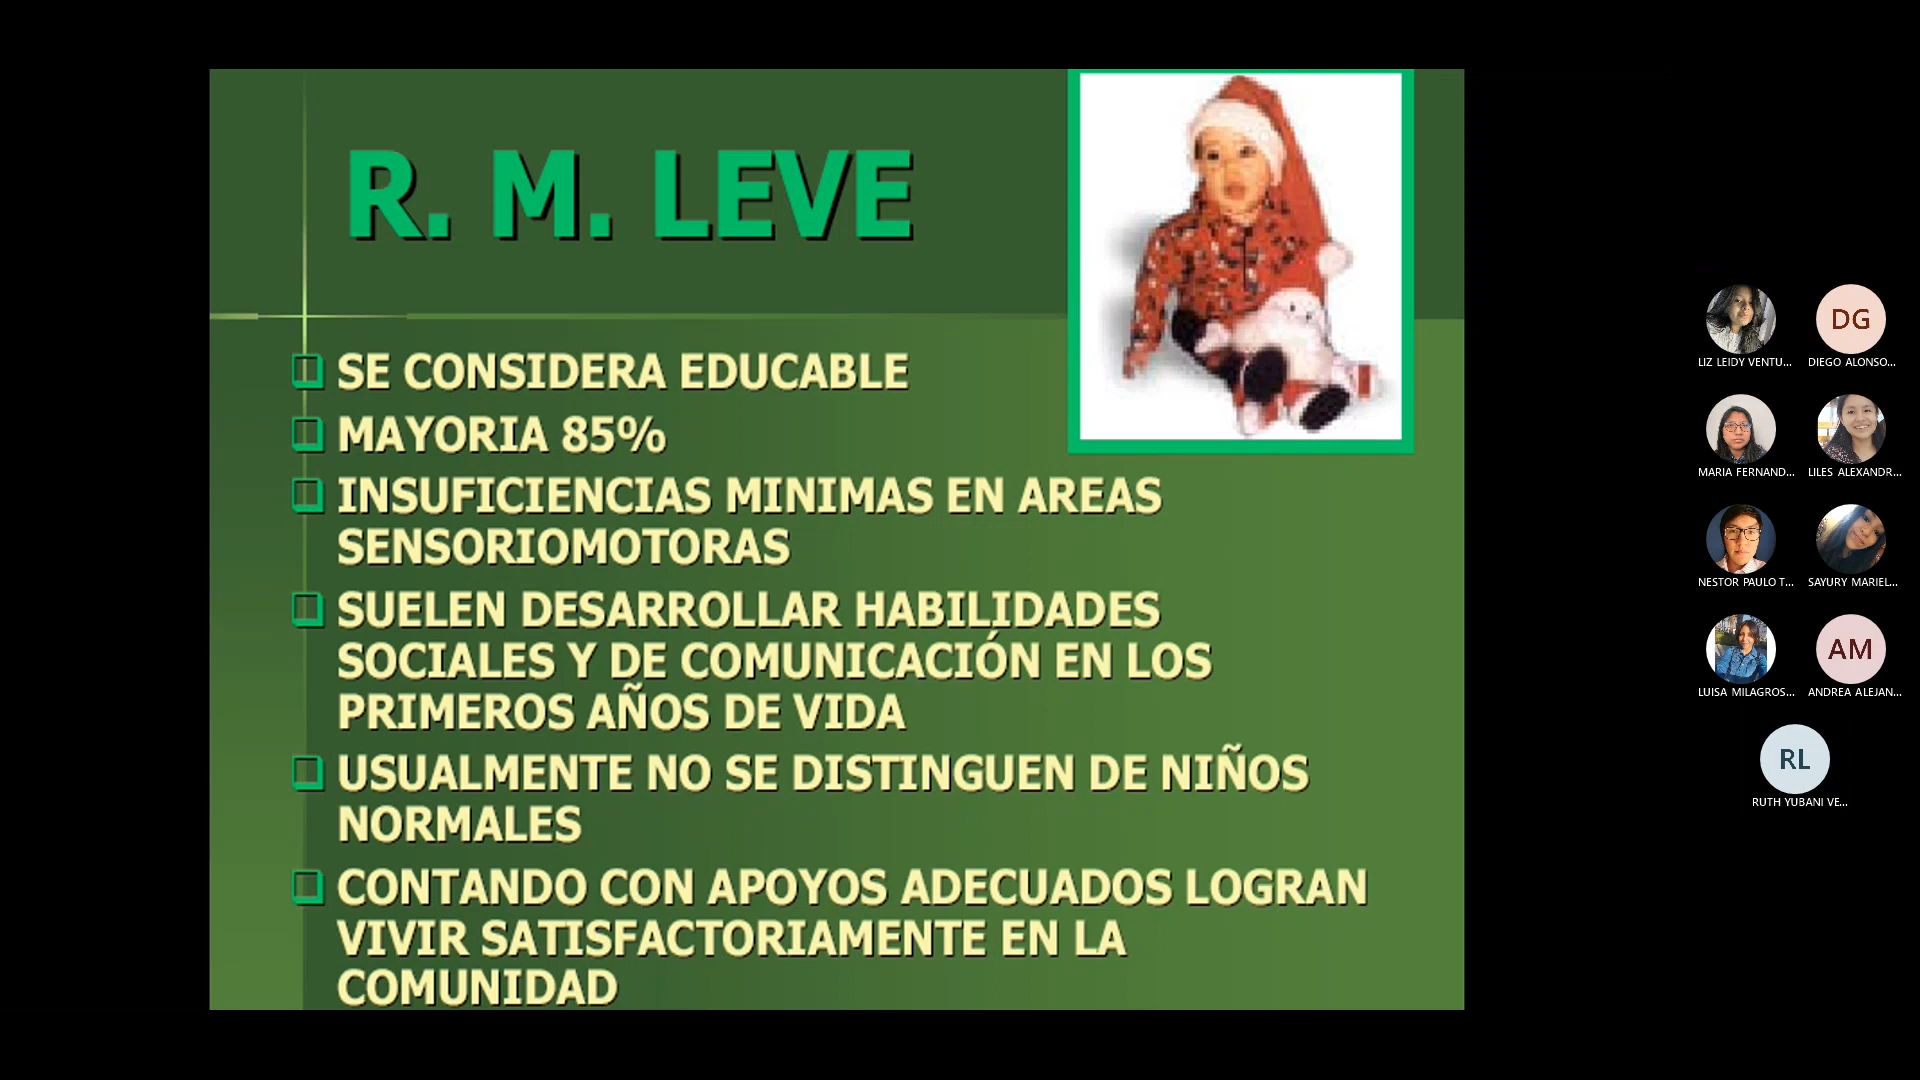 R. M. LEVE
SE CONSIDERA EDUCABLE
MAYORIA 85%
INSUFICIENCIAS MINIMAS EN AREAS
SENSORIOMOTORAS
SUELEN DESARROLLAR HABILIDADES
SOCIALES Y DE COMUNICACIÓN EN LOS
PRIMEROS AÑOS DE VIDA
USUALMENTE NO SE DISTINGUEN DE NIÑOS
NORMALES
CONTANDO CON APOYOS ADECUADOS LOGRAN
VIVIR SATISFACTORIAMENTE EN LA
COMUNIDAD
DG
LIZ LEIDY VENTU...
DIEGO ALONSO...
MARIA FERNAND...
LILES ALEXANDR...
NESTOR PAULO T...
SAYURY MARIEL...
AM
LUISA MILAGROS...
ANDREA ALEJAN...
RL
RUTH YUBANI VE...